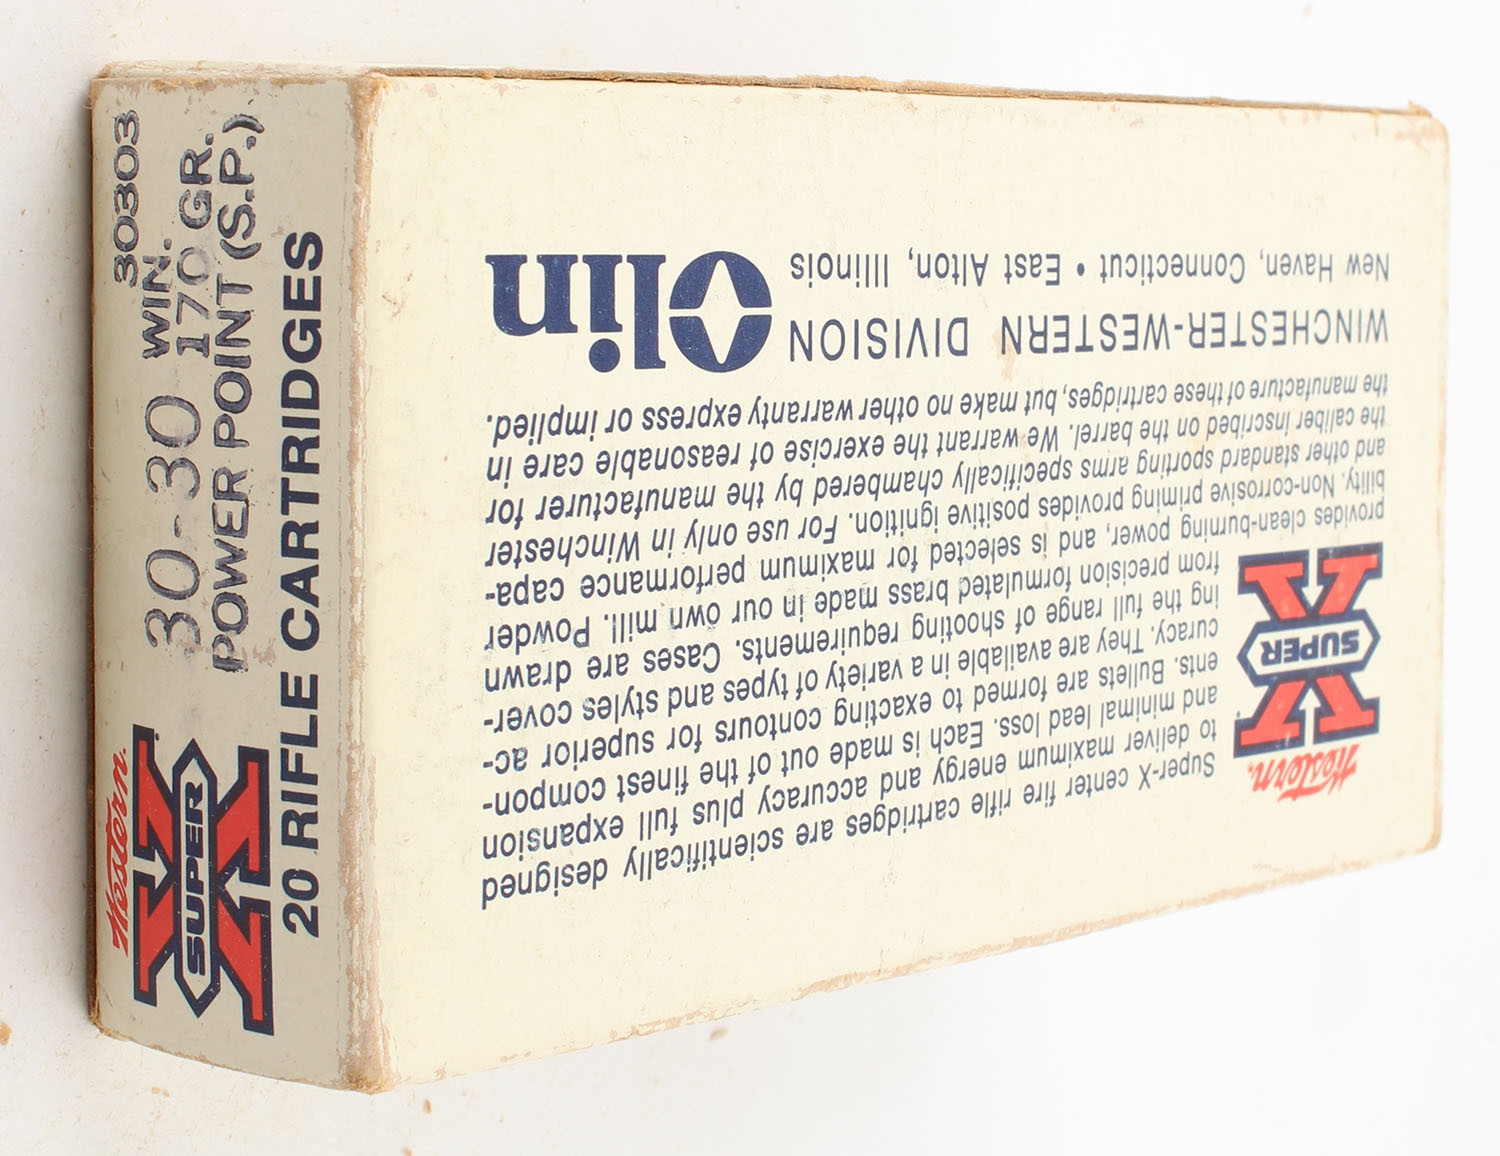 Western.
SUPER
X
30303
30-30 WIN.
170 GR.
POWER POINT (S.P.)
20 RIFLE CARTRIDGES
Western.
SUPER
X
Super-X center fire rifle cartridges are scientifically designed
to deliver maximum energy and accuracy plus full expansion
and minimal lead loss. Each is made out of the finest compon-
ents. Bullets are formed to exacting contours for superior ac-
curacy. They are available in a variety of types and styles cover-
ing the full range of shooting requirements. Cases are drawn
from precision formulated brass made in our own mill. Powder
provides clean-burning power, and is selected for maximum performance capa-
bility. Non-corrosive priming provides positive ignition. For use only in Winchester
and other standard sporting arms specifically chambered by the manufacturer for
the caliber inscribed on the barrel. We warrant the exercise of reasonable care in
the manufacture of these cartridges, but make no other warranty express or implied.
WINCHESTER-WESTERN DIVISION
New Haven, Connecticut • East Alton, Illinois
Olin